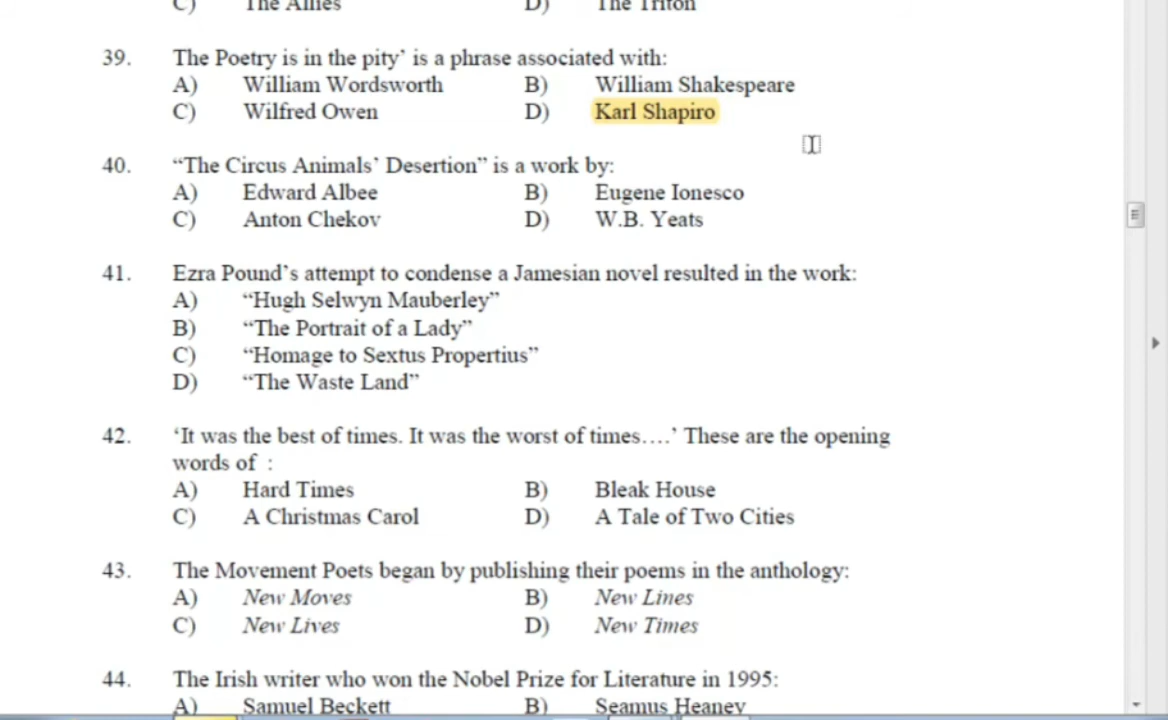 C) The Allies D) The Triton
39. The Poetry is in the pity’ is a phrase associated with:
A) William Wordsworth B) William Shakespeare
C) Wilfred Owen D) Karl Shapiro
40. “The Circus Animals’ Desertion” is a work by:
A) Edward Albee B) Eugene Ionesco
C) Anton Chekov D) W.B. Yeats
41. Ezra Pound’s attempt to condense a Jamesian novel resulted in the work:
A) “Hugh Selwyn Mauberley”
B) “The Portrait of a Lady”
C) “Homage to Sextus Propertius”
D) “The Waste Land”
42. ‘It was the best of times. It was the worst of times….’ These are the opening
words of :
A) Hard Times B) Bleak House
C) A Christmas Carol D) A Tale of Two Cities
43. The Movement Poets began by publishing their poems in the anthology:
A) New Moves B) New Lines
C) New Lives D) New Times
44. The Irish writer who won the Nobel Prize for Literature in 1995:
A) Samuel Beckett B) Seamus Heaney